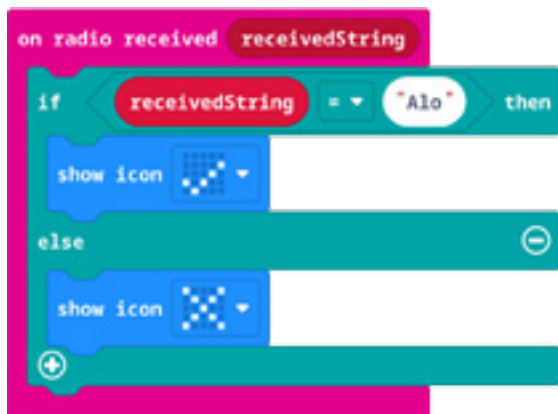 on radio received receivedString
if receivedString = "Alo" then
show icon
else
show icon